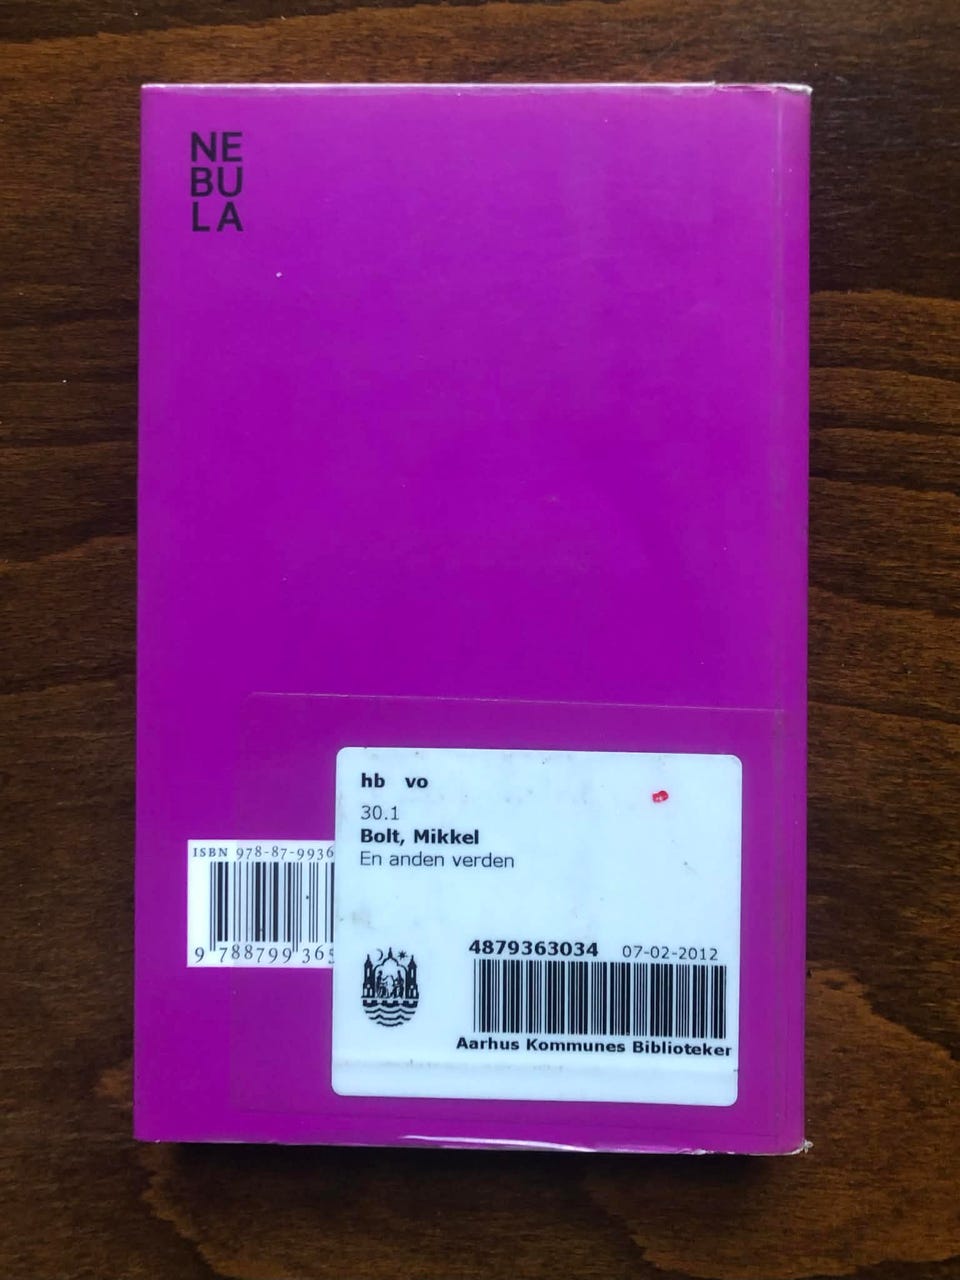 NE
BU
LA
hb vo
30.1
Bolt, Mikkel
En anden verden
ISBN 978-87-9936
9 788799 365
4879363034 07-02-2012
Aarhus Kommunes Biblioteker